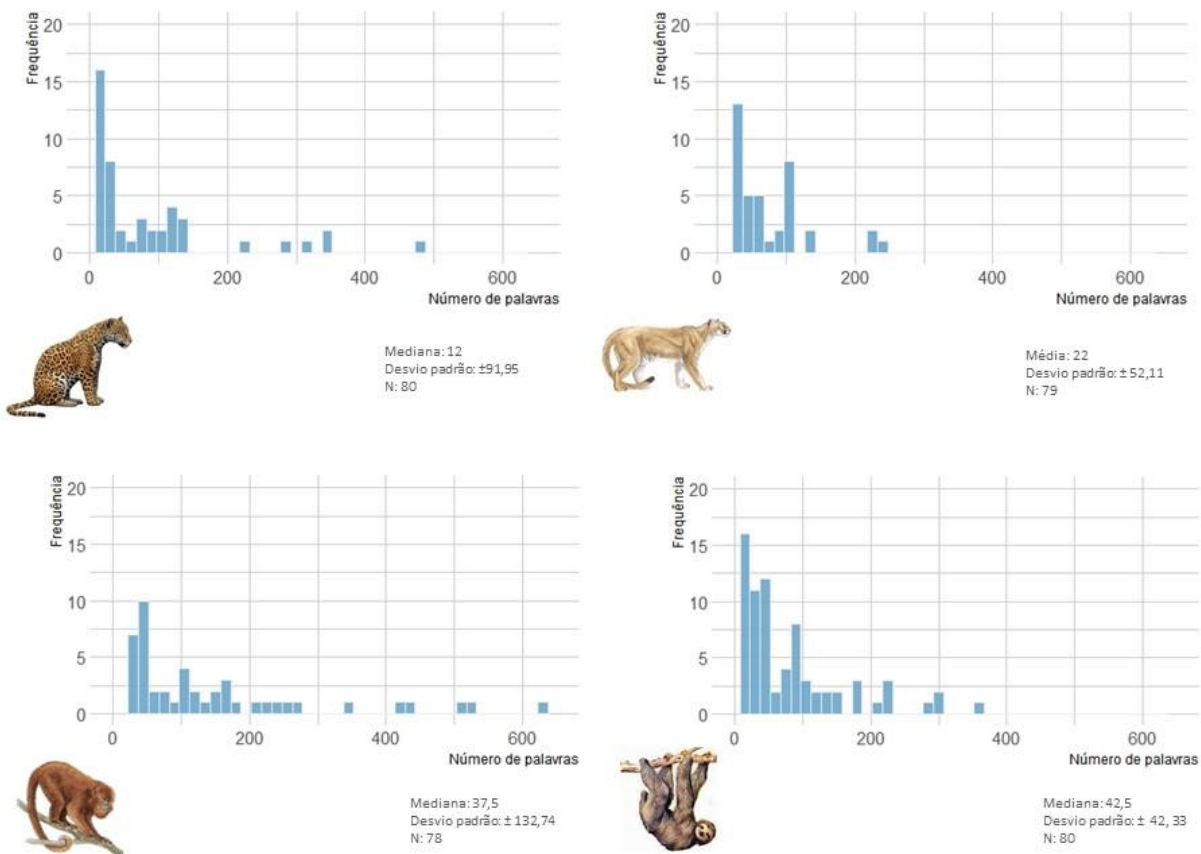 Frequência
20
15
10
5
0
0
200
400
600
Número de palavras
Mediana: 12
Desvio padrão: ±91,95
N: 80
Frequência
20
15
10
5
0
0
200
400
600
Número de palavras
Média: 22
Desvio padrão: ± 52,11
N: 79
Frequência
20
15
10
5
0
0
200
400
600
Número de palavras
Mediana: 37,5
Desvio padrão: ± 132,74
N: 78
Frequência
20
15
10
5
0
0
200
400
600
Número de palavras
Mediana: 42,5
Desvio padrão: ± 42, 33
N: 80